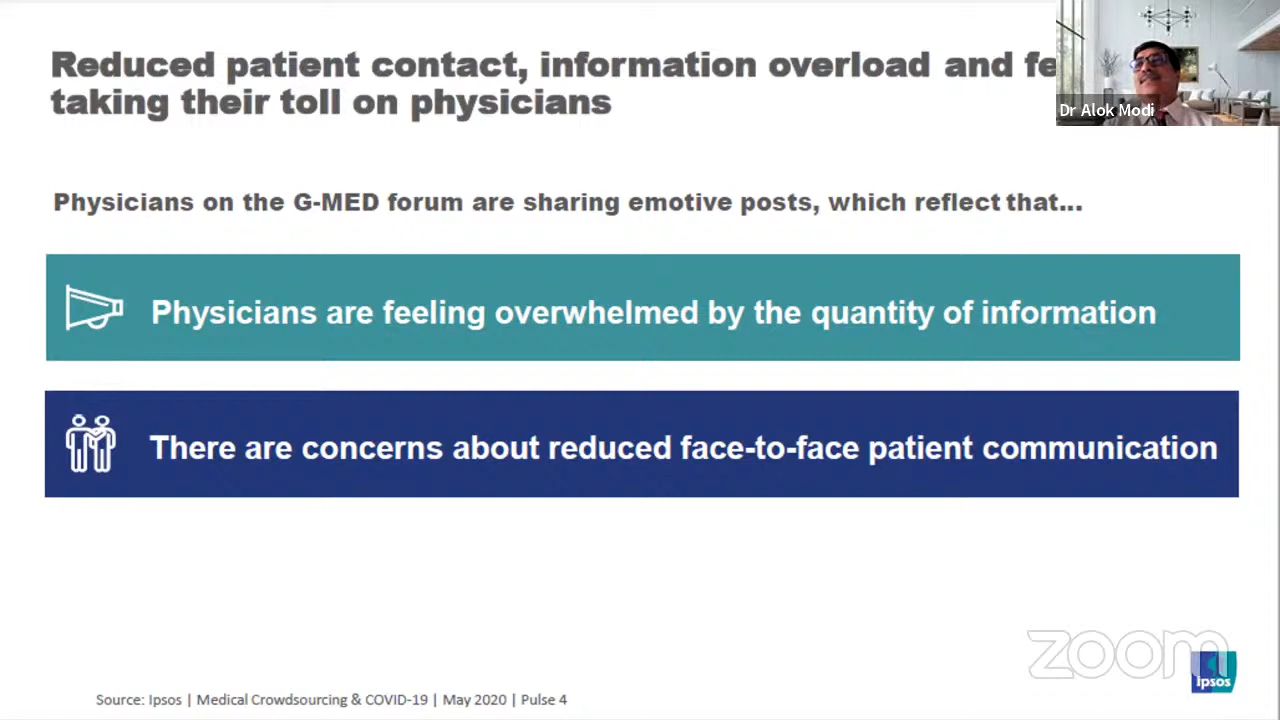 Reduced patient contact, information overload and fe
taking their toll on physicians
Dr Alok Modi
Physicians on the G-MED forum are sharing emotive posts, which reflect that...
Physicians are feeling overwhelmed by the quantity of information
There are concerns about reduced face-to-face patient communication
zoom
Ipsos
Source: Ipsos | Medical Crowdsourcing & COVID-19 | May 2020 | Pulse 4